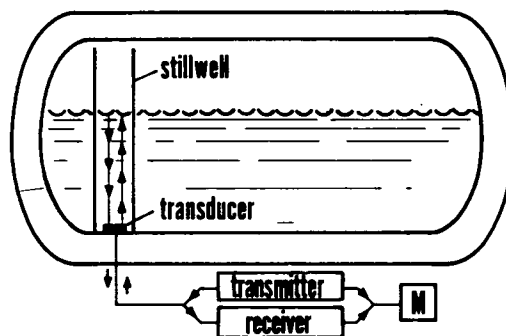 stillwell
transducer
transmitter
receiver
M